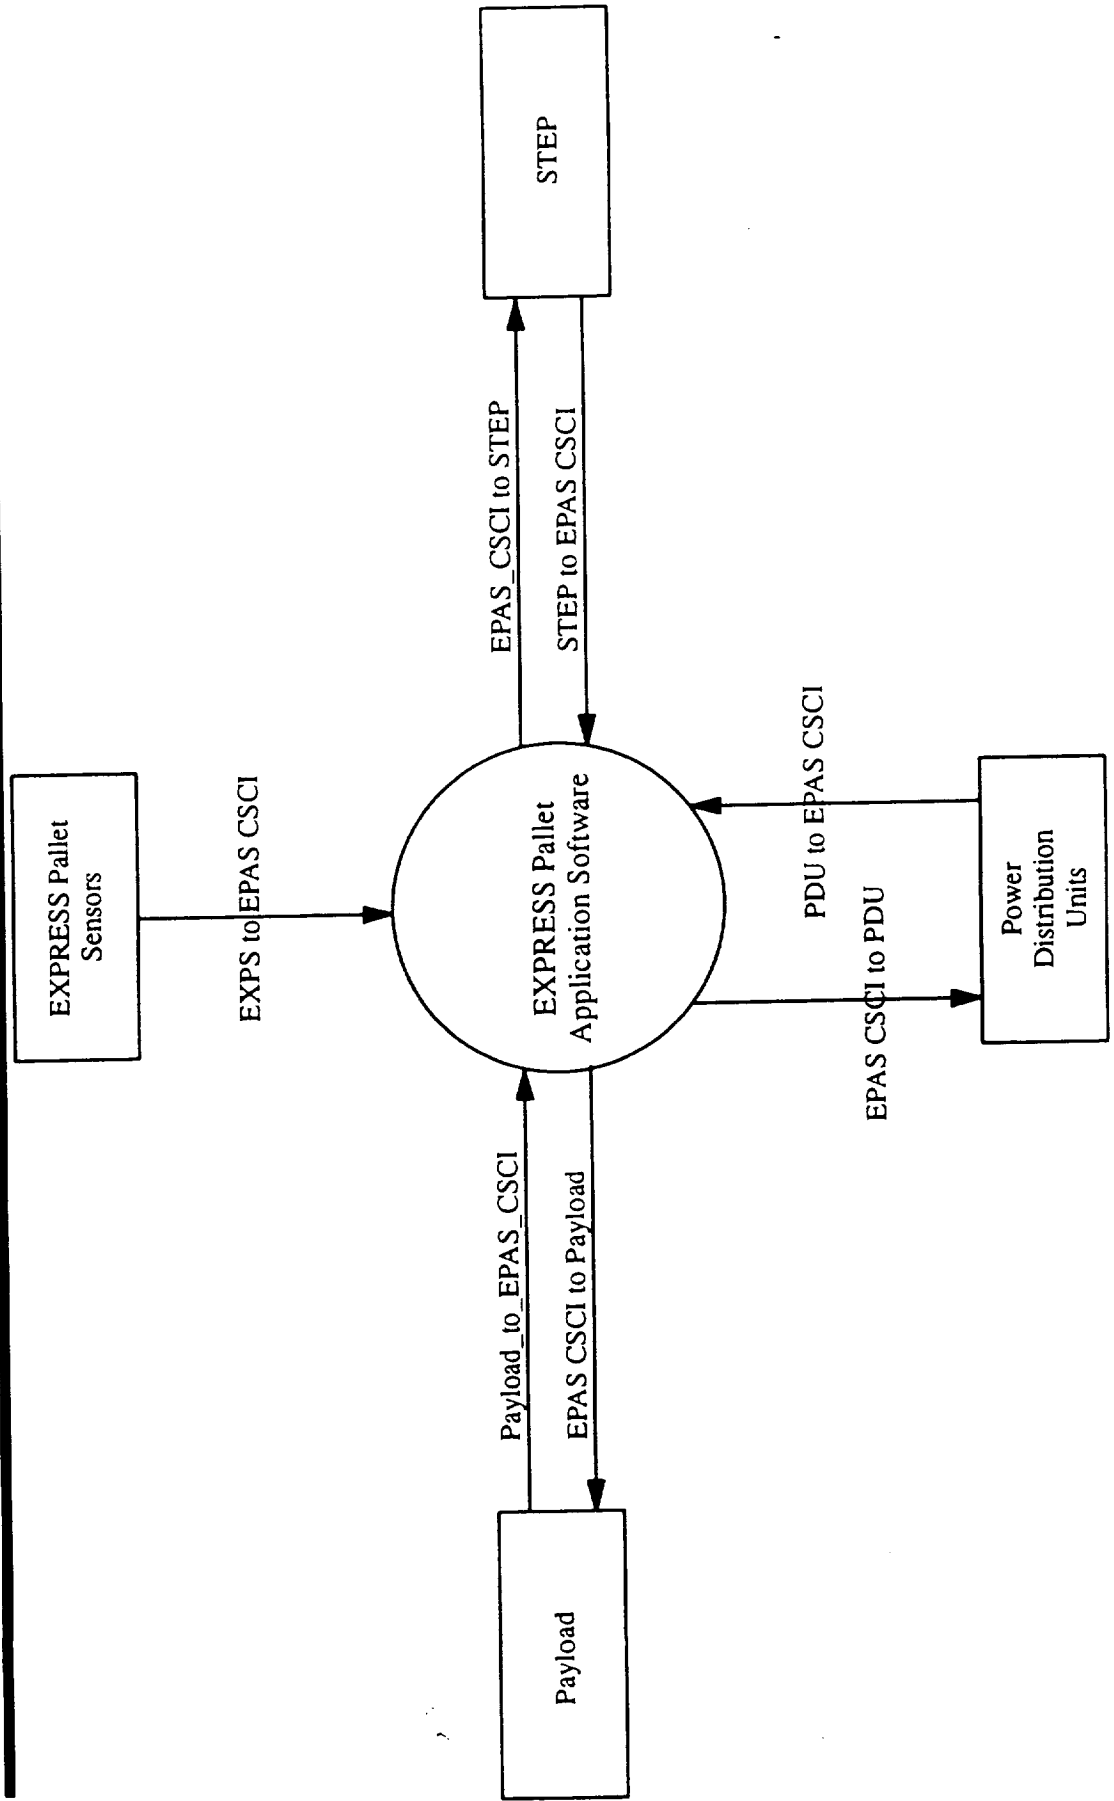 EXPRESS Pallet
Sensors
EXPS to EPAS CSCI
Payload_to_EPAS_CSCI
EPAS_CSCI to STEP
Payload
EXPRESS Pallet
Application Software
STEP
EPAS CSCI to Payload
STEP to EPAS CSCI
PDU to EPAS CSCI
EPAS CSCI to PDU
Power
Distribution
Units